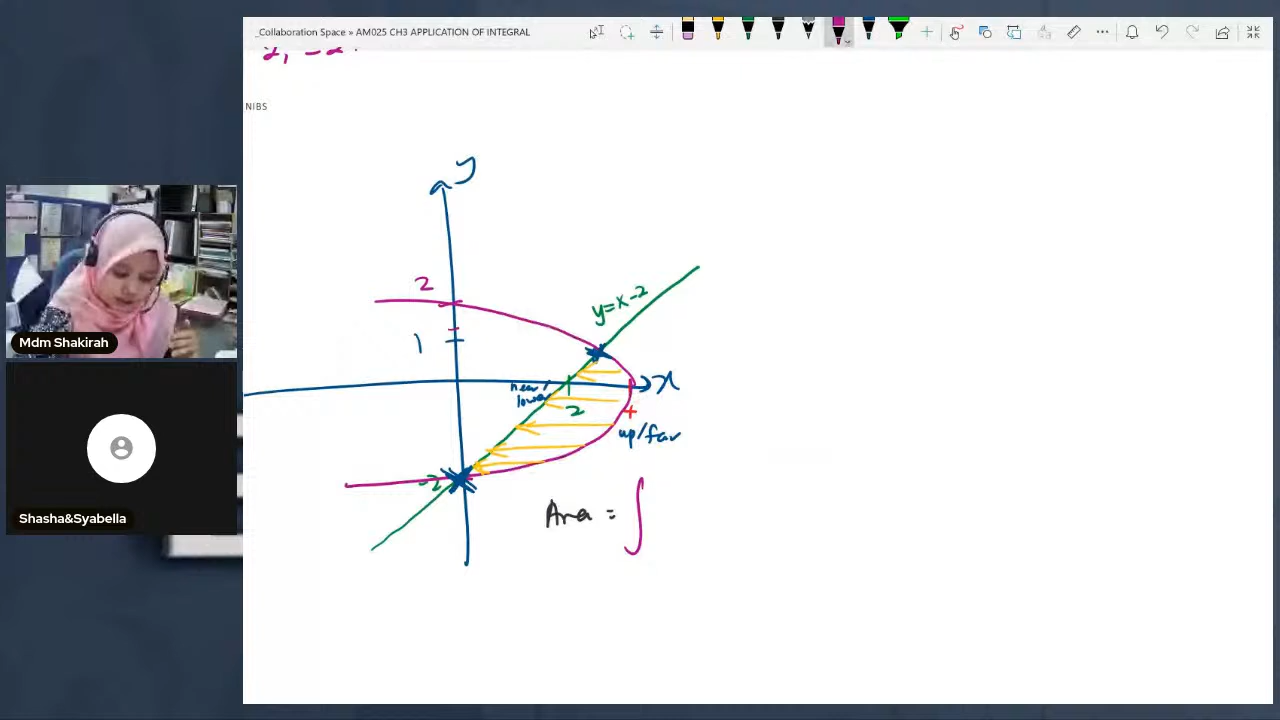 Collaboration Space » AM025 CH3 APPLICATION OF INTEGRAL
NIBS
y
2
y=x-2
1
x
near/
lower
2
+
up/far
-2
Area = ∫
Mdm Shakirah
Shasha&Syabella